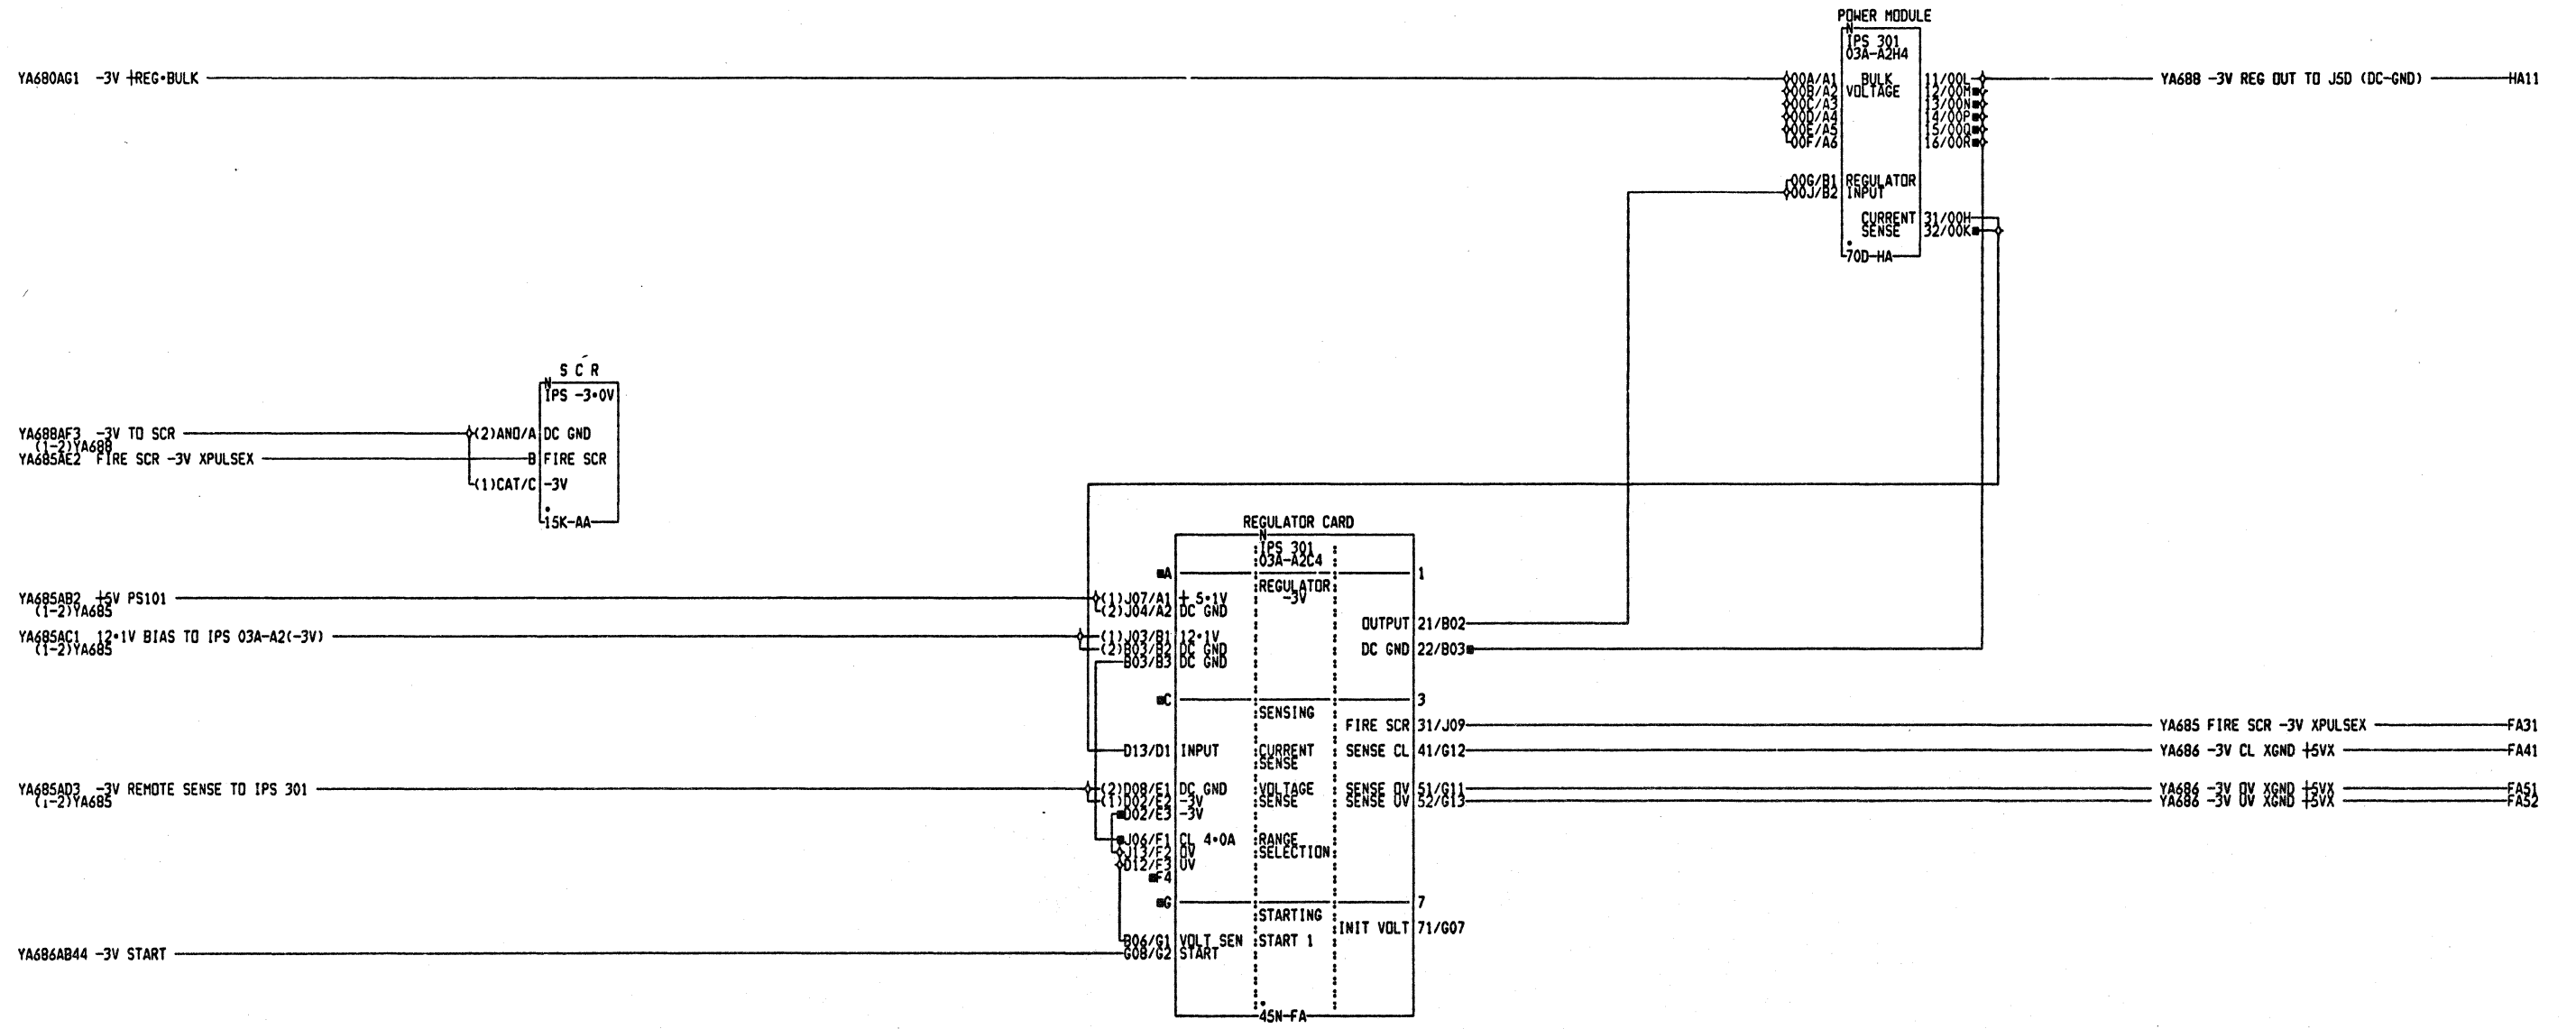 POWER MODULE
N
IPS 301
03A-A2H4
YA680AG1 -3V +REG•BULK
00A/A1 BULK 11/00L
YA688 -3V REG OUT TO J5D (DC-GND) HA11
00B/A2 VOLTAGE 12/00M
00C/A3 13/00N
00D/A4 14/00P
00E/A5 15/00Q
00F/A6 16/00R
00G/B1 REGULATOR
00J/B2 INPUT
CURRENT 31/00H
SENSE 32/00K
70D-HA
S C R
N
IPS -3•0V
YA688AF3 -3V TO SCR
(2)ANO/A DC GND
(1-2)YA688
YA685AE2 FIRE SCR -3V XPULSEX
B FIRE SCR
(1)CAT/C -3V
15K-AA
REGULATOR CARD
N
IPS 301
03A-A2C4
A 1
REGULATOR
-3V
YA685AB2 +5V PS101
(1-2)YA685
(1)J07/A1 + 5•1V
(2)J04/A2 DC GND
OUTPUT 21/B02
YA685AC1 12•1V BIAS TO IPS 03A-A2(-3V)
(1-2)YA685
(1)J03/B1 12•1V
(2)B03/B2 DC GND
DC GND 22/B03
B03/B3 DC GND
C 3
SENSING
FIRE SCR 31/J09
YA685 FIRE SCR -3V XPULSEX FA31
D13/D1 INPUT CURRENT SENSE CL 41/G12
SENSE
YA686 -3V CL XGND +5VX FA41
YA685AD3 -3V REMOTE SENSE TO IPS 301
(1-2)YA685
(2)D08/E1 DC GND VOLTAGE SENSE OV 51/G11
YA686 -3V OV XGND +5VX FA51
(1)D02/E2 -3V SENSE SENSE UV 52/G13
YA686 -3V UV XGND +5VX FA52
D02/E3 -3V
J06/F1 CL 4•0A RANGE
J13/F2 OV SELECTION
D12/F3 UV
F4
G 7
STARTING
INIT VOLT 71/G07
B06/G1 VOLT SEN START 1
YA686AB44 -3V START
G08/G2 START
45N-FA